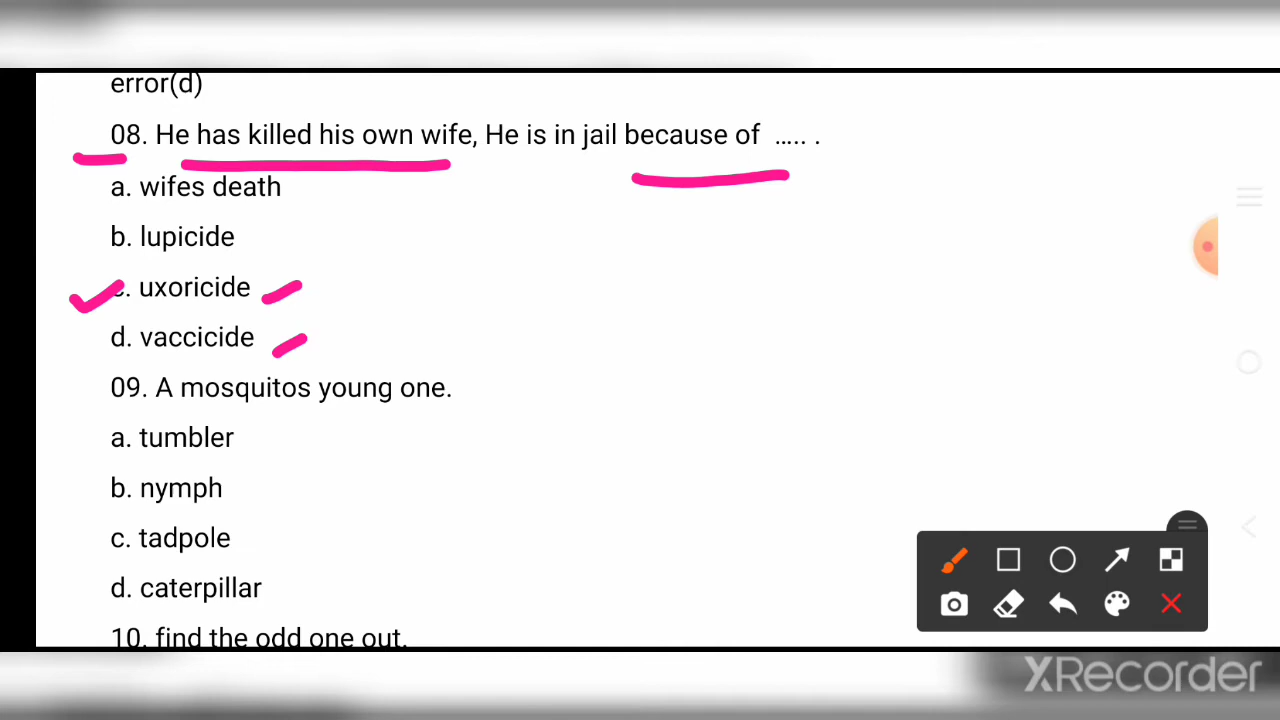 error(d)
08. He has killed his own wife, He is in jail because of ..... .
a. wifes death
b. lupicide
c. uxoricide
d. vaccicide
09. A mosquitos young one.
a. tumbler
b. nymph
c. tadpole
d. caterpillar
10. find the odd one out.
XRecorder